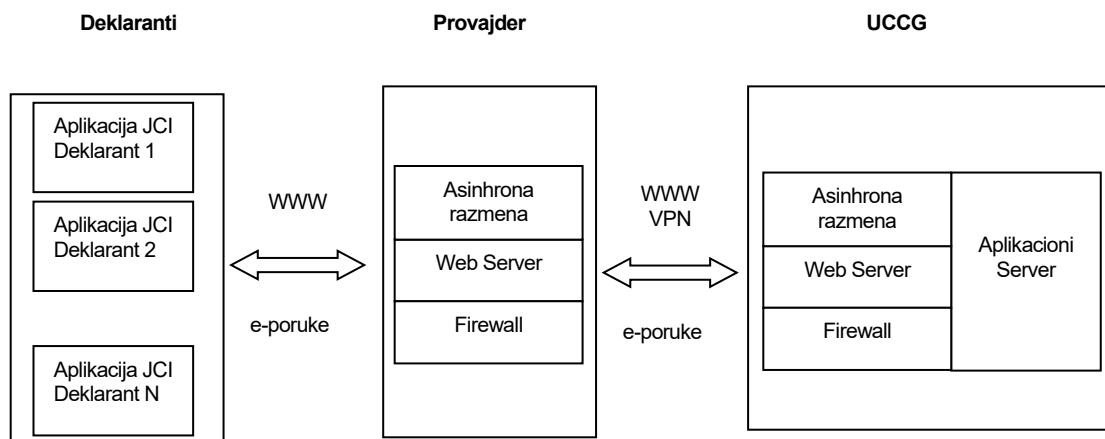 Deklaranti
Provajder
UCCG
Aplikacija JCI
Deklarant 1
Aplikacija JCI
Deklarant 2
Aplikacija JCI
Deklarant N
WWW
e-poruke
Asinhrona
razmena
Web Server
Firewall
WWW
VPN
e-poruke
Asinhrona
razmena
Web Server
Firewall
Aplikacioni
Server